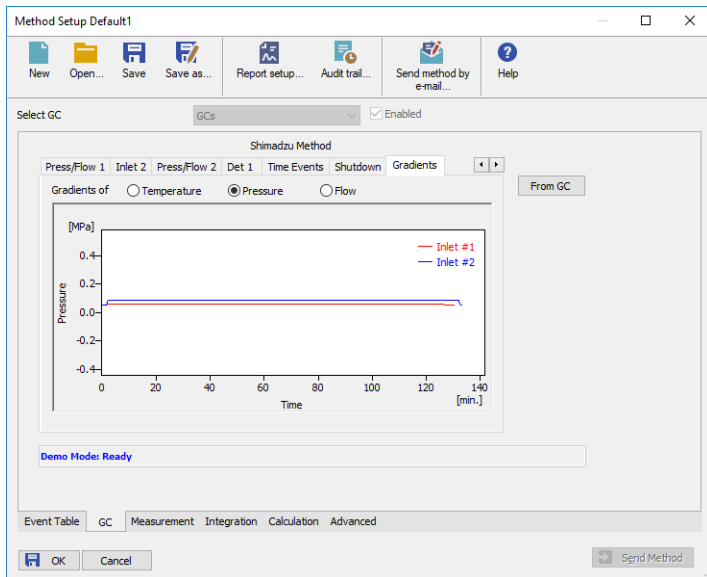 Method Setup Default1
New Open... Save Save as... Report setup... Audit trail... Send method by
e-mail... Help
Select GC GCs Enabled
Shimadzu Method
Press/Flow 1 Inlet 2 Press/Flow 2 Det 1 Time Events Shutdown Gradients
From GC
Gradients of Temperature Pressure Flow
[MPa]
Inlet #1
Inlet #2
0.4
0.2
0.0
-0.2
-0.4
Pressure
0 20 40 60 80 100 120 140
Time [min.]
Demo Mode: Ready
Event Table GC Measurement Integration Calculation Advanced
OK Cancel Send Method